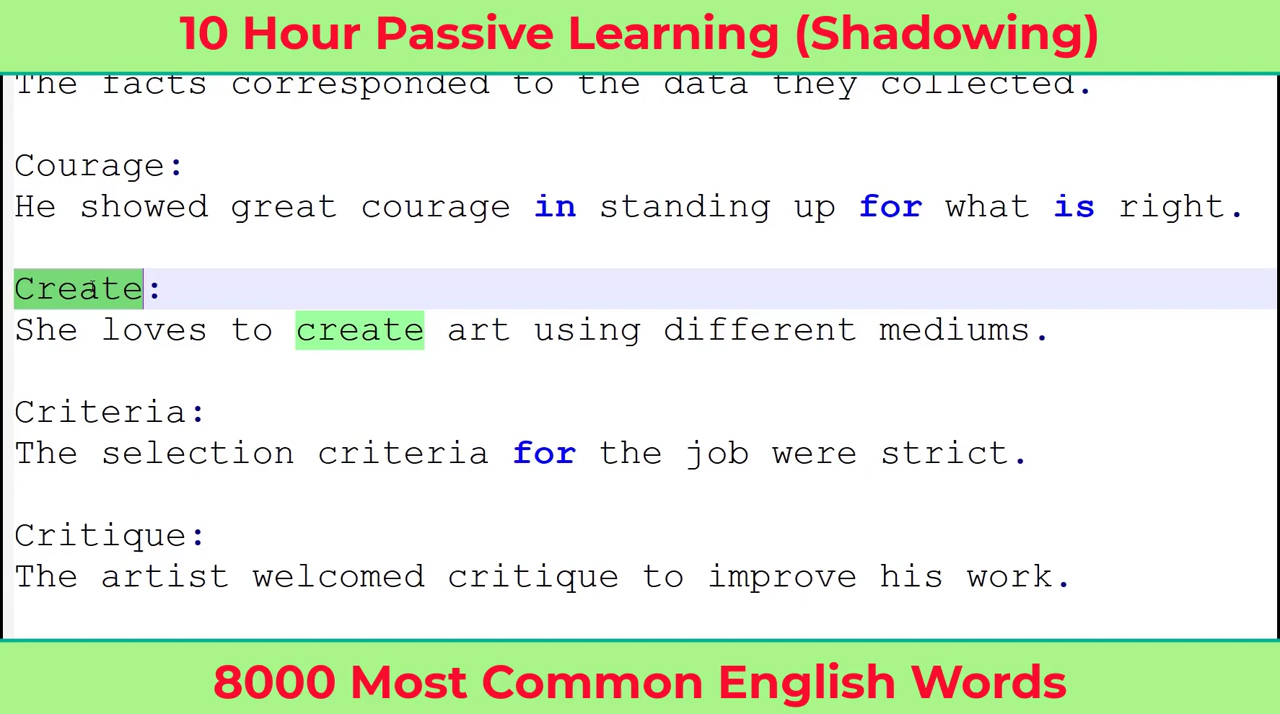 10 Hour Passive Learning (Shadowing)
The facts corresponded to the data they collected.
Courage:
He showed great courage in standing up for what is right.
Create:
She loves to create art using different mediums.
Criteria:
The selection criteria for the job were strict.
Critique:
The artist welcomed critique to improve his work.
8000 Most Common English Words